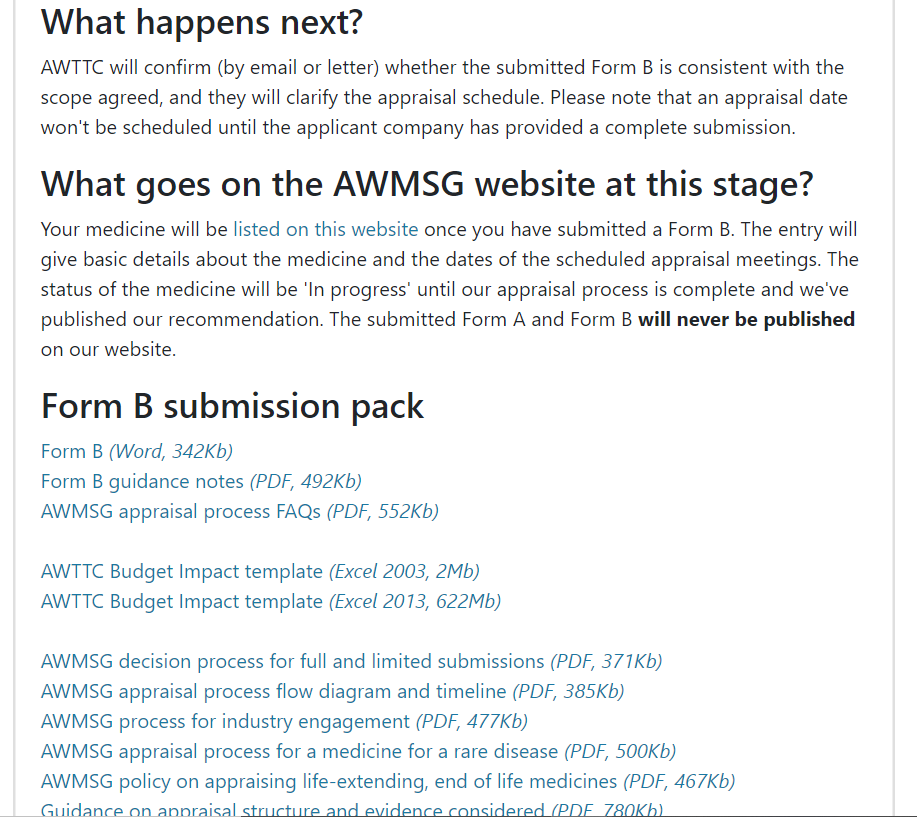 What happens next?
AWTTC will confirm (by email or letter) whether the submitted Form B is consistent with the
scope agreed, and they will clarify the appraisal schedule. Please note that an appraisal date
won't be scheduled until the applicant company has provided a complete submission.
What goes on the AWMSG website at this stage?
Your medicine will be listed on this website once you have submitted a Form B. The entry will
give basic details about the medicine and the dates of the scheduled appraisal meetings. The
status of the medicine will be 'In progress' until our appraisal process is complete and we've
published our recommendation. The submitted Form A and Form B will never be published
on our website.
Form B submission pack
Form B (Word, 342Kb)
Form B guidance notes (PDF, 492Kb)
AWMSG appraisal process FAQs (PDF, 552Kb)
AWTTC Budget Impact template (Excel 2003, 2Mb)
AWTTC Budget Impact template (Excel 2013, 622Mb)
AWMSG decision process for full and limited submissions (PDF, 371Kb)
AWMSG appraisal process flow diagram and timeline (PDF, 385Kb)
AWMSG process for industry engagement (PDF, 477Kb)
AWMSG appraisal process for a medicine for a rare disease (PDF, 500Kb)
AWMSG policy on appraising life-extending, end of life medicines (PDF, 467Kb)
Guidance on appraisal structure and evidence considered (PDF, 780Kb)